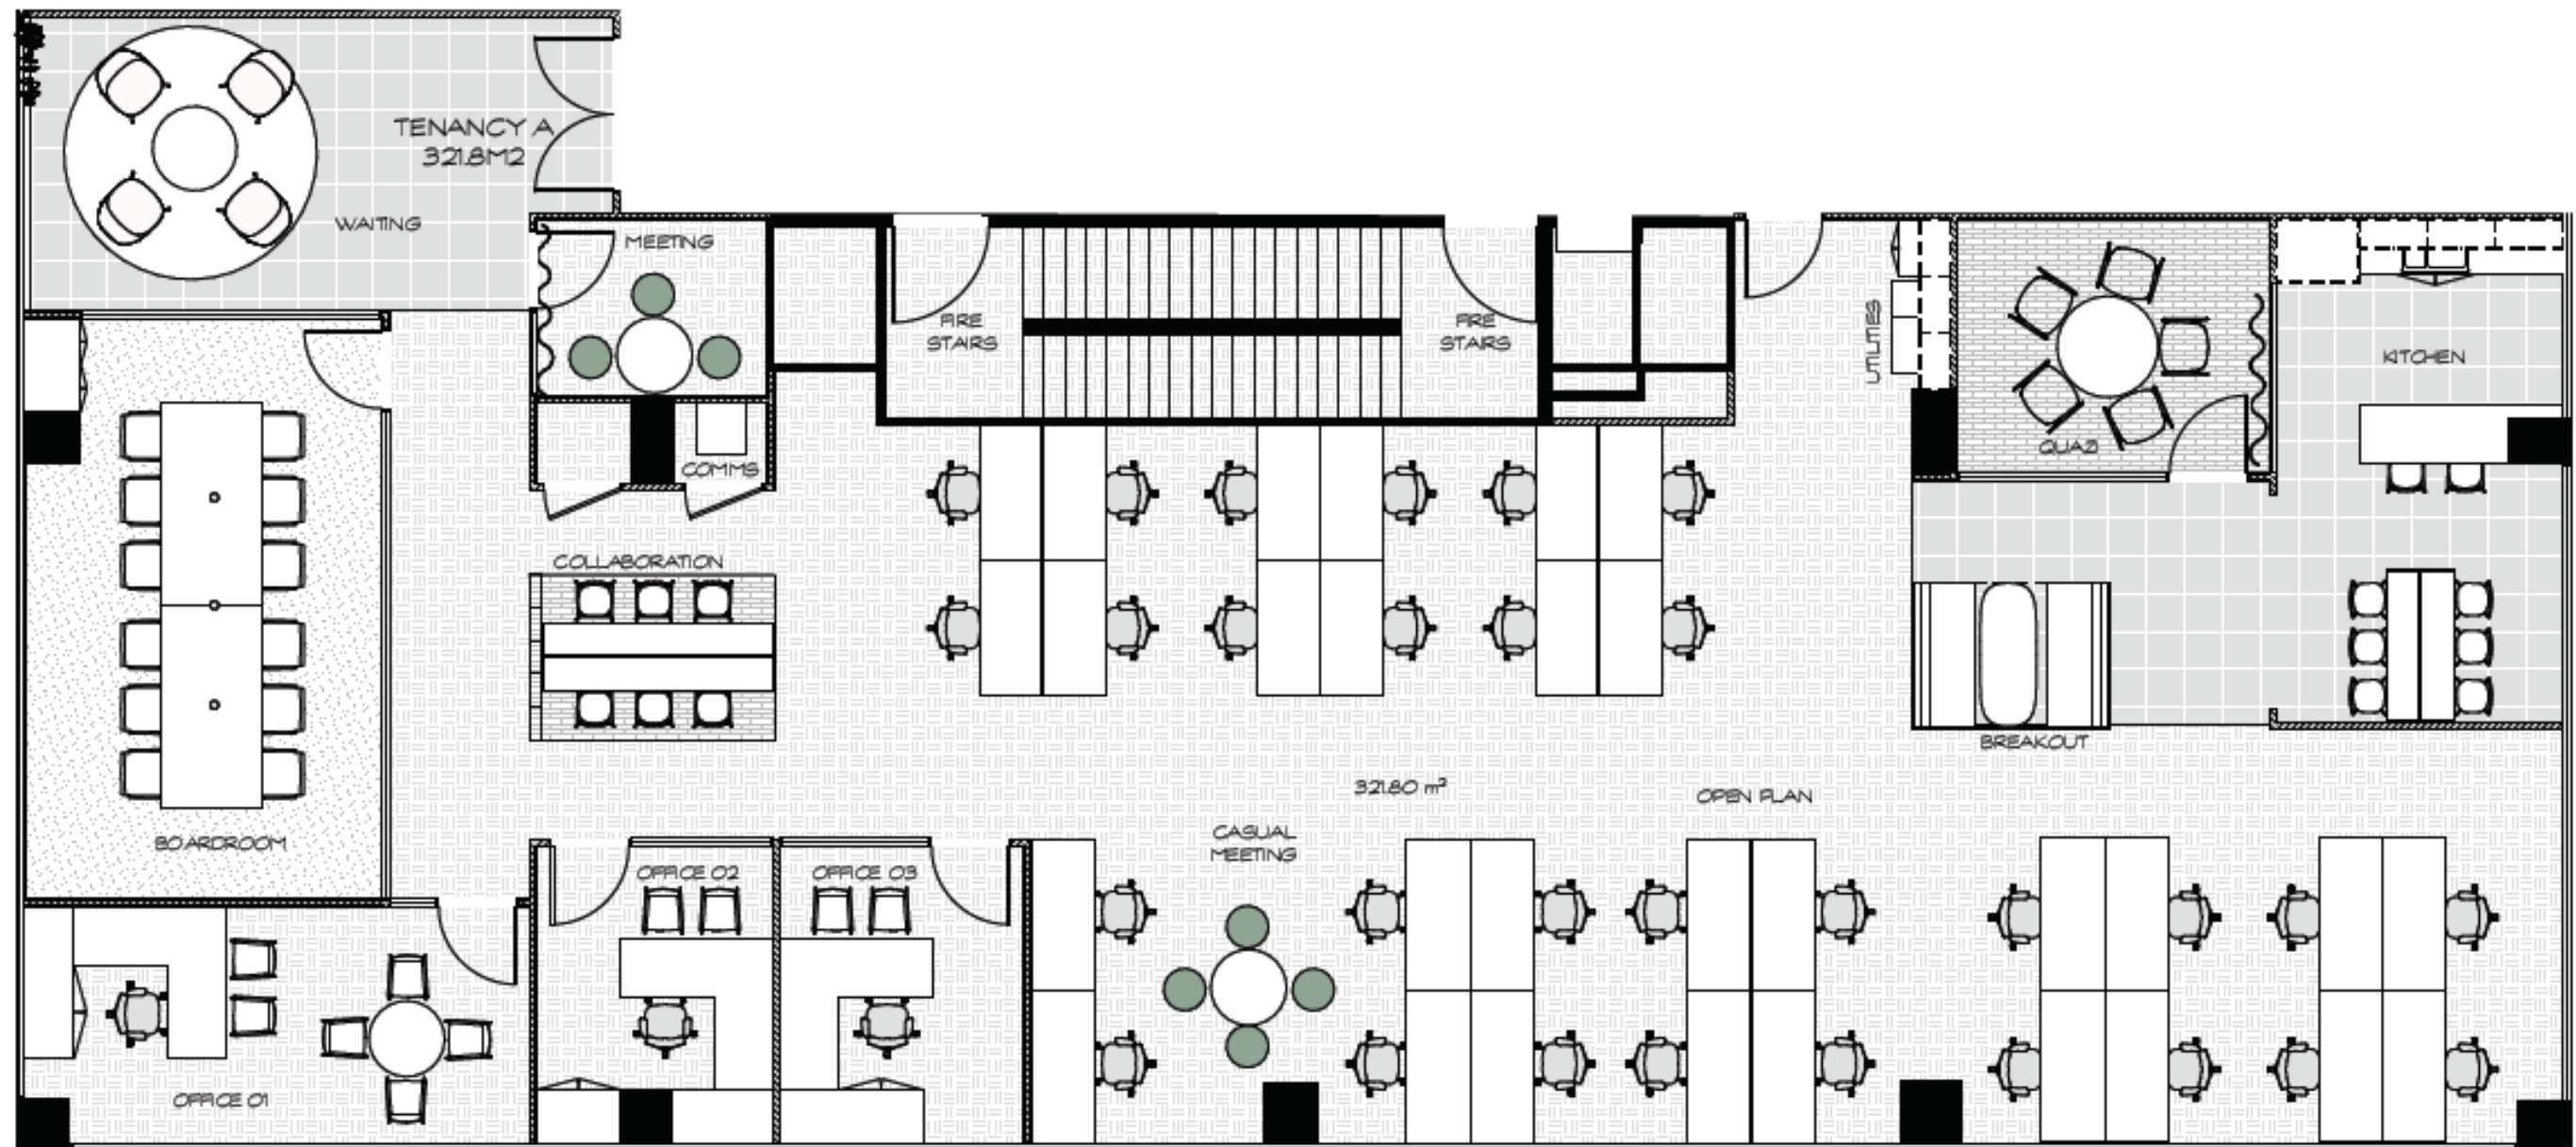 TENANCY A
321.8M2
WAITING
MEETING
FIRE
STAIRS
FIRE
STAIRS
UTILITIES
QUAZI
KITCHEN
COMMS
COLLABORATION
BREAKOUT
321.80 m²
OPEN PLAN
CASUAL
MEETING
BOARDROOM
OFFICE 02
OFFICE 03
OFFICE 01